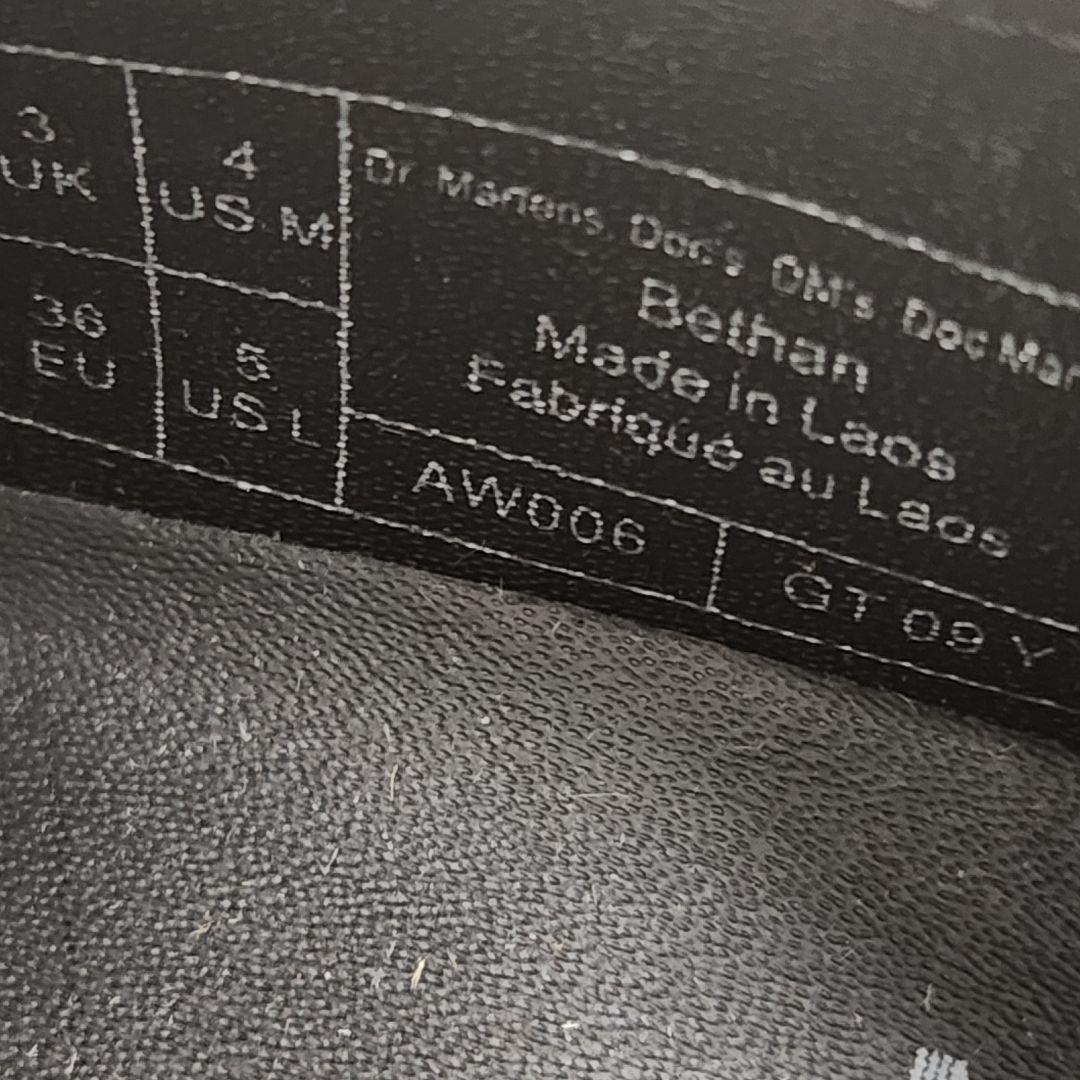 3
UK
4
US M
36
EU
5
US L
Dr Martens Doc's DM's Doc Mar
Bethan
Made in Laos
Fabriqué au Laos
AW006
GT 09 Y